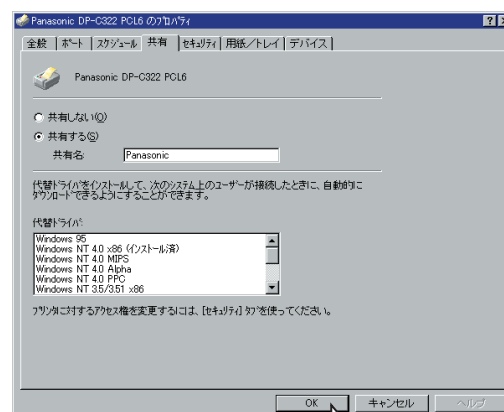 Panasonic DP-C322 PCL6 のプロパティ
全般 ポート スケジュール 共有 セキュリティ 用紙／トレイ デバイス
Panasonic DP-C322 PCL6
共有しない(O)
共有する(S)
共有名: Panasonic
代替ドライバをインストールして、次のシステム上のユーザーが接続したときに、自動的に
ダウンロードできるようにすることができます。
代替ドライバ:
Windows 95
Windows NT 4.0 x86 (インストール済)
Windows NT 4.0 MIPS
Windows NT 4.0 Alpha
Windows NT 4.0 PPC
Windows NT 3.5/3.51 x86
プリンタに対するアクセス権を変更するには、[セキュリティ] タブを使ってください。
OK キャンセル ヘルプ